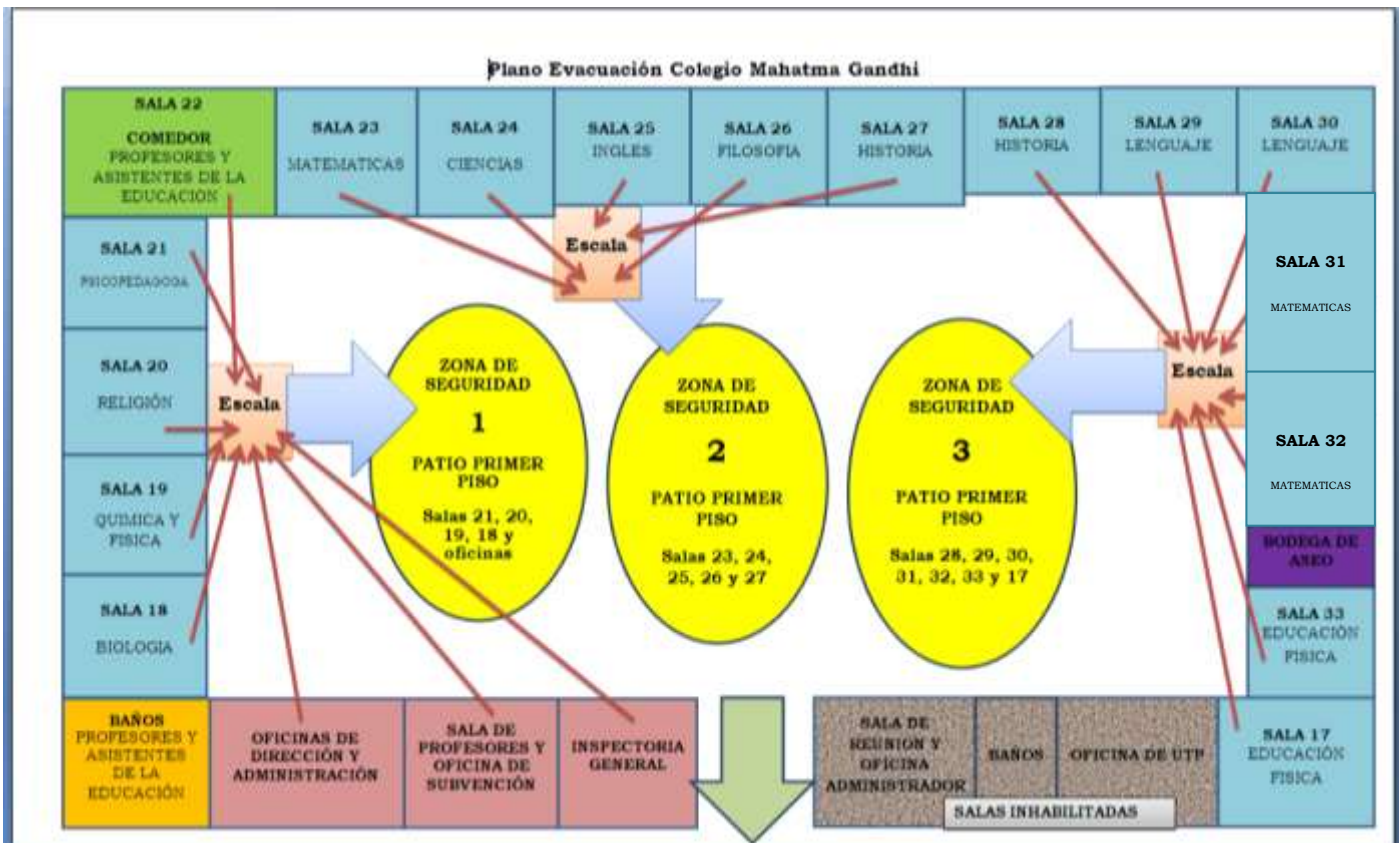 Plano Evacuación Colegio Mahatma Gandhi
SALA 22
COMEDOR
PROFESORES Y
ASISTENTES DE LA
EDUCACIÓN
SALA 23
MATEMATICAS
SALA 24
CIENCIAS
SALA 25
INGLES
SALA 26
FILOSOFIA
SALA 27
HISTORIA
SALA 28
HISTORIA
SALA 29
LENGUAJE
SALA 30
LENGUAJE
SALA 21
PSICOPEDAGOGA
SALA 20
RELIGIÓN
SALA 19
QUIMICA Y
FISICA
SALA 18
BIOLOGIA
Escala
Escala
Escala
ZONA DE
SEGURIDAD
1
PATIO PRIMER
PISO
Salas 21, 20,
19, 18 y
oficinas
ZONA DE
SEGURIDAD
2
PATIO PRIMER
PISO
Salas 23, 24,
25, 26 y 27
ZONA DE
SEGURIDAD
3
PATIO PRIMER
PISO
Salas 28, 29, 30,
31, 32, 33 y 17
SALA 31
MATEMATICAS
SALA 32
MATEMATICAS
BODEGA DE
ASEO
SALA 33
EDUCACIÓN
FISICA
BAÑOS
PROFESORES Y
ASISTENTES
DE LA
EDUCACIÓN
OFICINAS DE
DIRECCIÓN Y
ADMINISTRACIÓN
SALA DE
PROFESORES Y
OFICINA DE
SUBVENCIÓN
INSPECTORIA
GENERAL
SALA DE
REUNION Y
OFICINA
ADMINISTRADOR
BAÑOS
OFICINA DE UTP
SALAS INHABILITADAS
SALA 17
EDUCACIÓN
FISICA